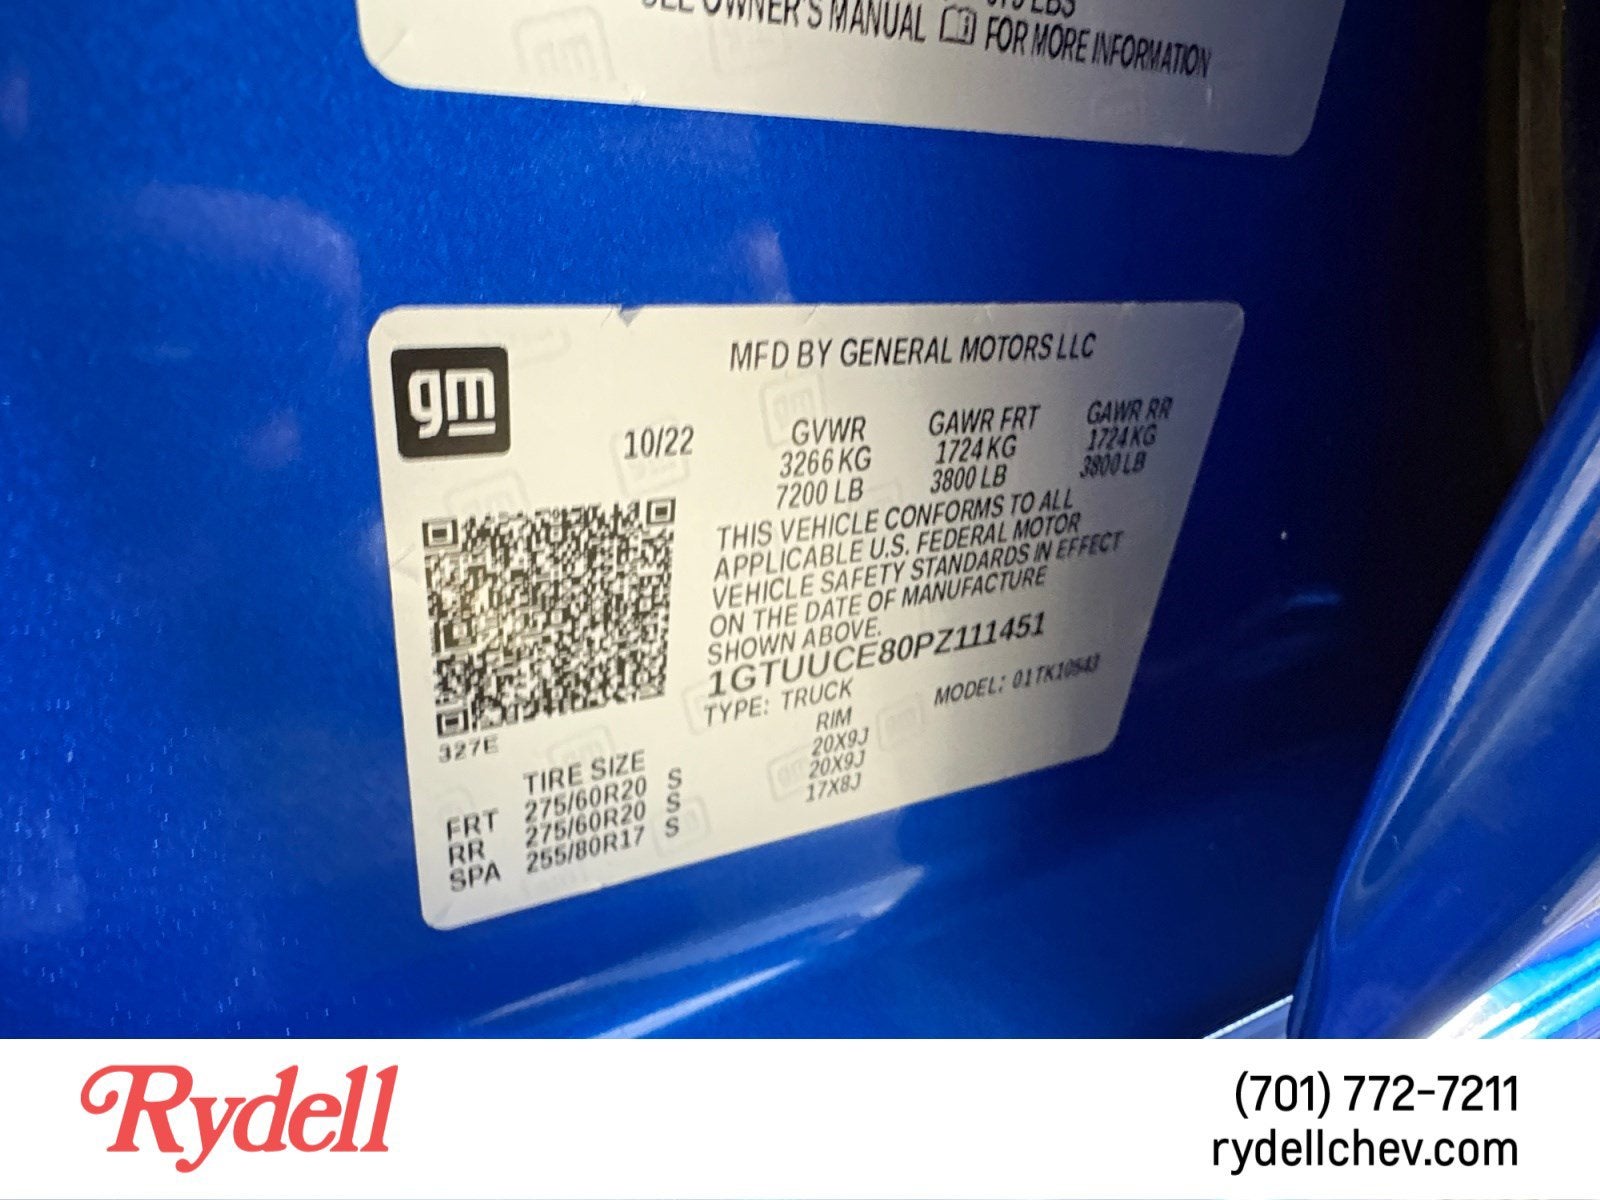 SEE OWNER'S MANUAL FOR MORE INFORMATION
gm
MFD BY GENERAL MOTORS LLC
10/22
GVWR GAWR FRT GAWR RR
3266 KG 1724 KG 1724 KG
7200 LB 3800 LB 3800 LB
THIS VEHICLE CONFORMS TO ALL
APPLICABLE U.S. FEDERAL MOTOR
VEHICLE SAFETY STANDARDS IN EFFECT
ON THE DATE OF MANUFACTURE
SHOWN ABOVE.
1GTUUCE80PZ111451
TYPE: TRUCK MODEL: 01TK10543
327E
TIRE SIZE RIM
FRT 275/60R20 S 20X9J
RR 275/60R20 S 20X9J
SPA 255/80R17 S 17X8J
Rydell
(701) 772-7211
rydellchev.com